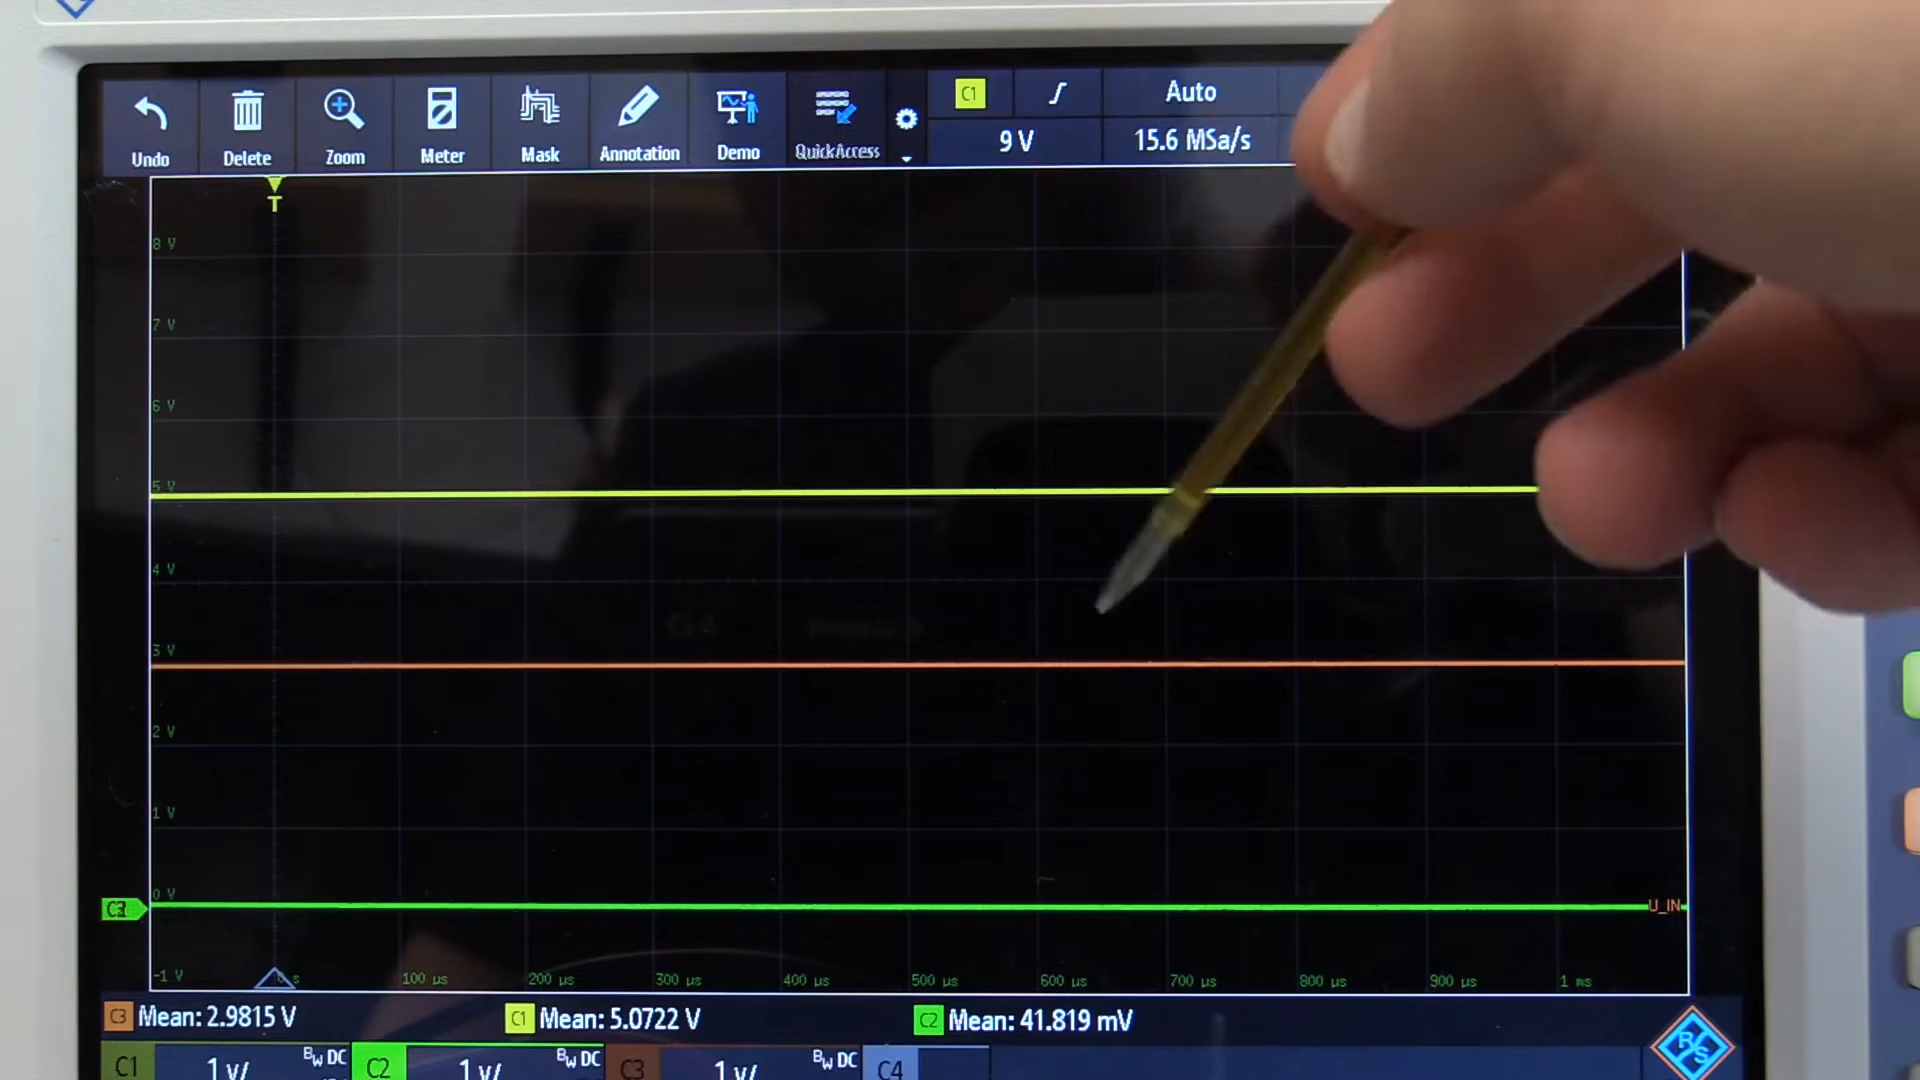 Undo
Delete
Zoom
Meter
Mask
Annotation
Demo
QuickAccess
C1
Auto
9 V
15.6 MSa/s
T
8 V
7 V
6 V
5 V
4 V
3 V
2 V
1 V
0 V
-1 V
U_IN
100 µs
200 µs
300 µs
400 µs
500 µs
600 µs
700 µs
800 µs
900 µs
1 ms
C3 Mean: 2.9815 V
C1 Mean: 5.0722 V
C2 Mean: 41.819 mV
C1 1 V/ BW DC
C2 1 V/ BW DC
C3 1 V/ BW DC
C4
R/S